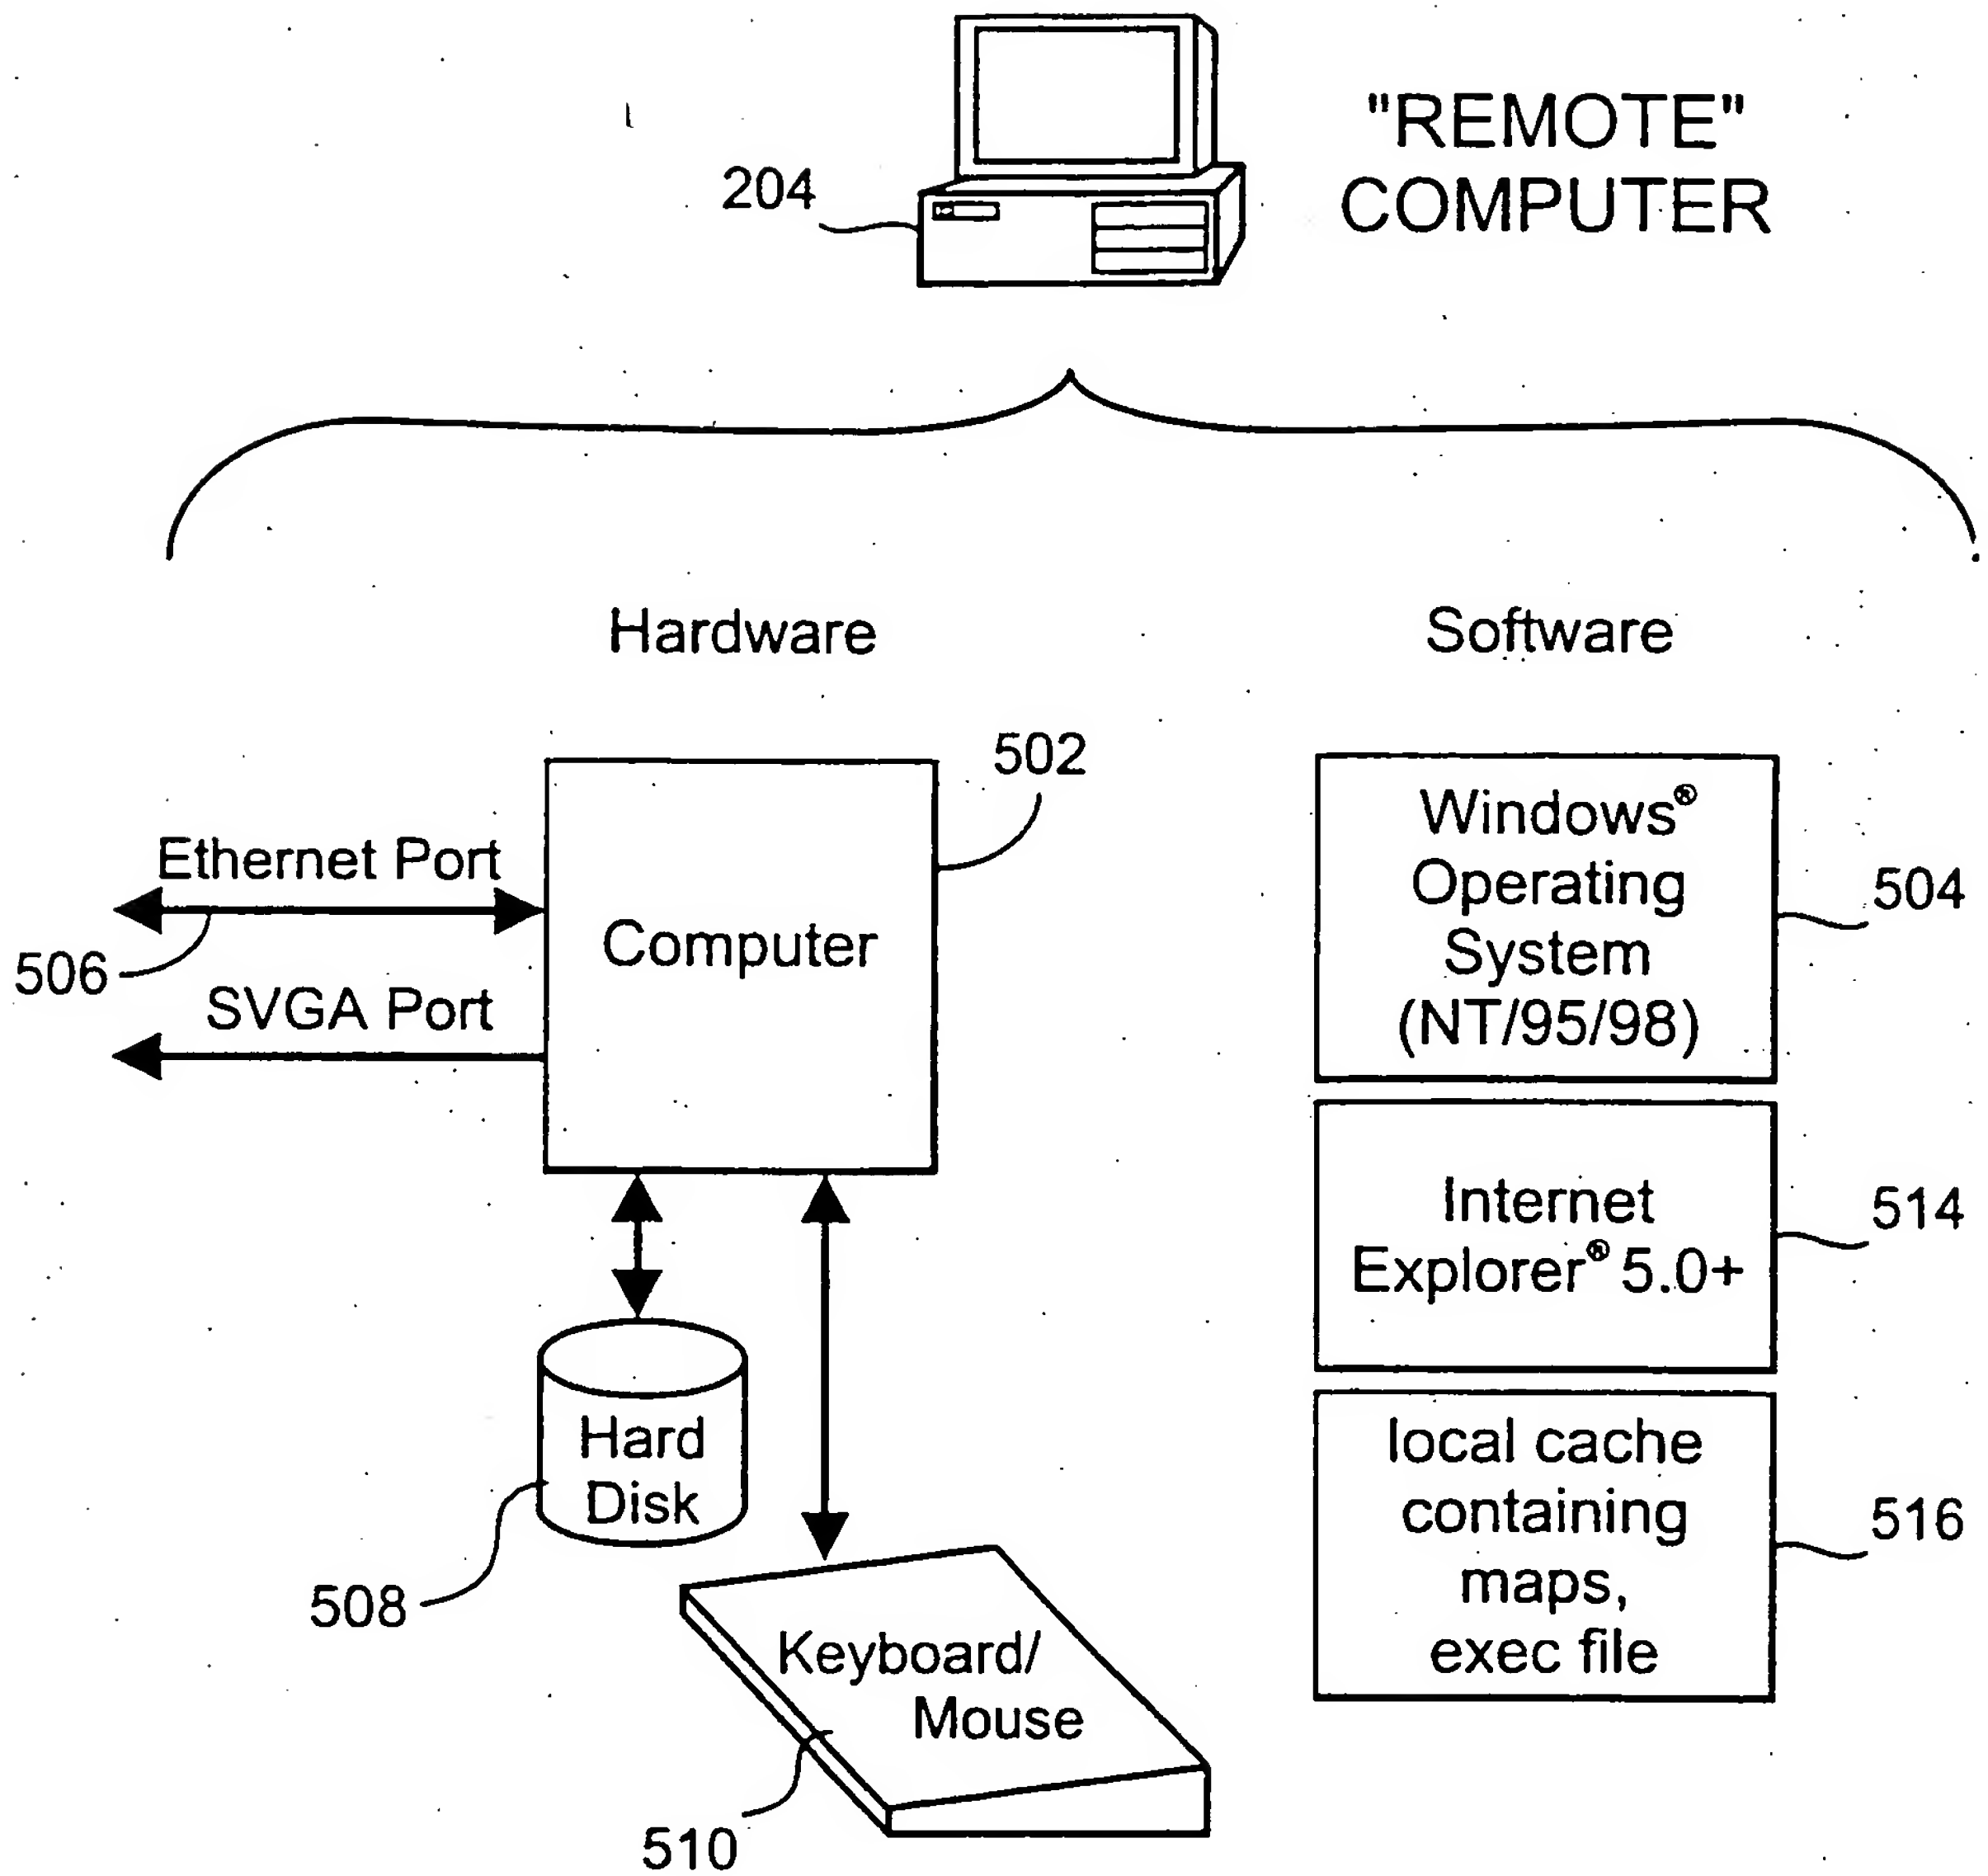 "REMOTE"
COMPUTER
204
Hardware
Software
502
Ethernet Port
506
SVGA Port
Computer
Windows®
Operating
System
(NT/95/98)
504
Internet
Explorer® 5.0+
514
Hard
Disk
508
local cache
containing
maps,
exec file
516
Keyboard/
Mouse
510